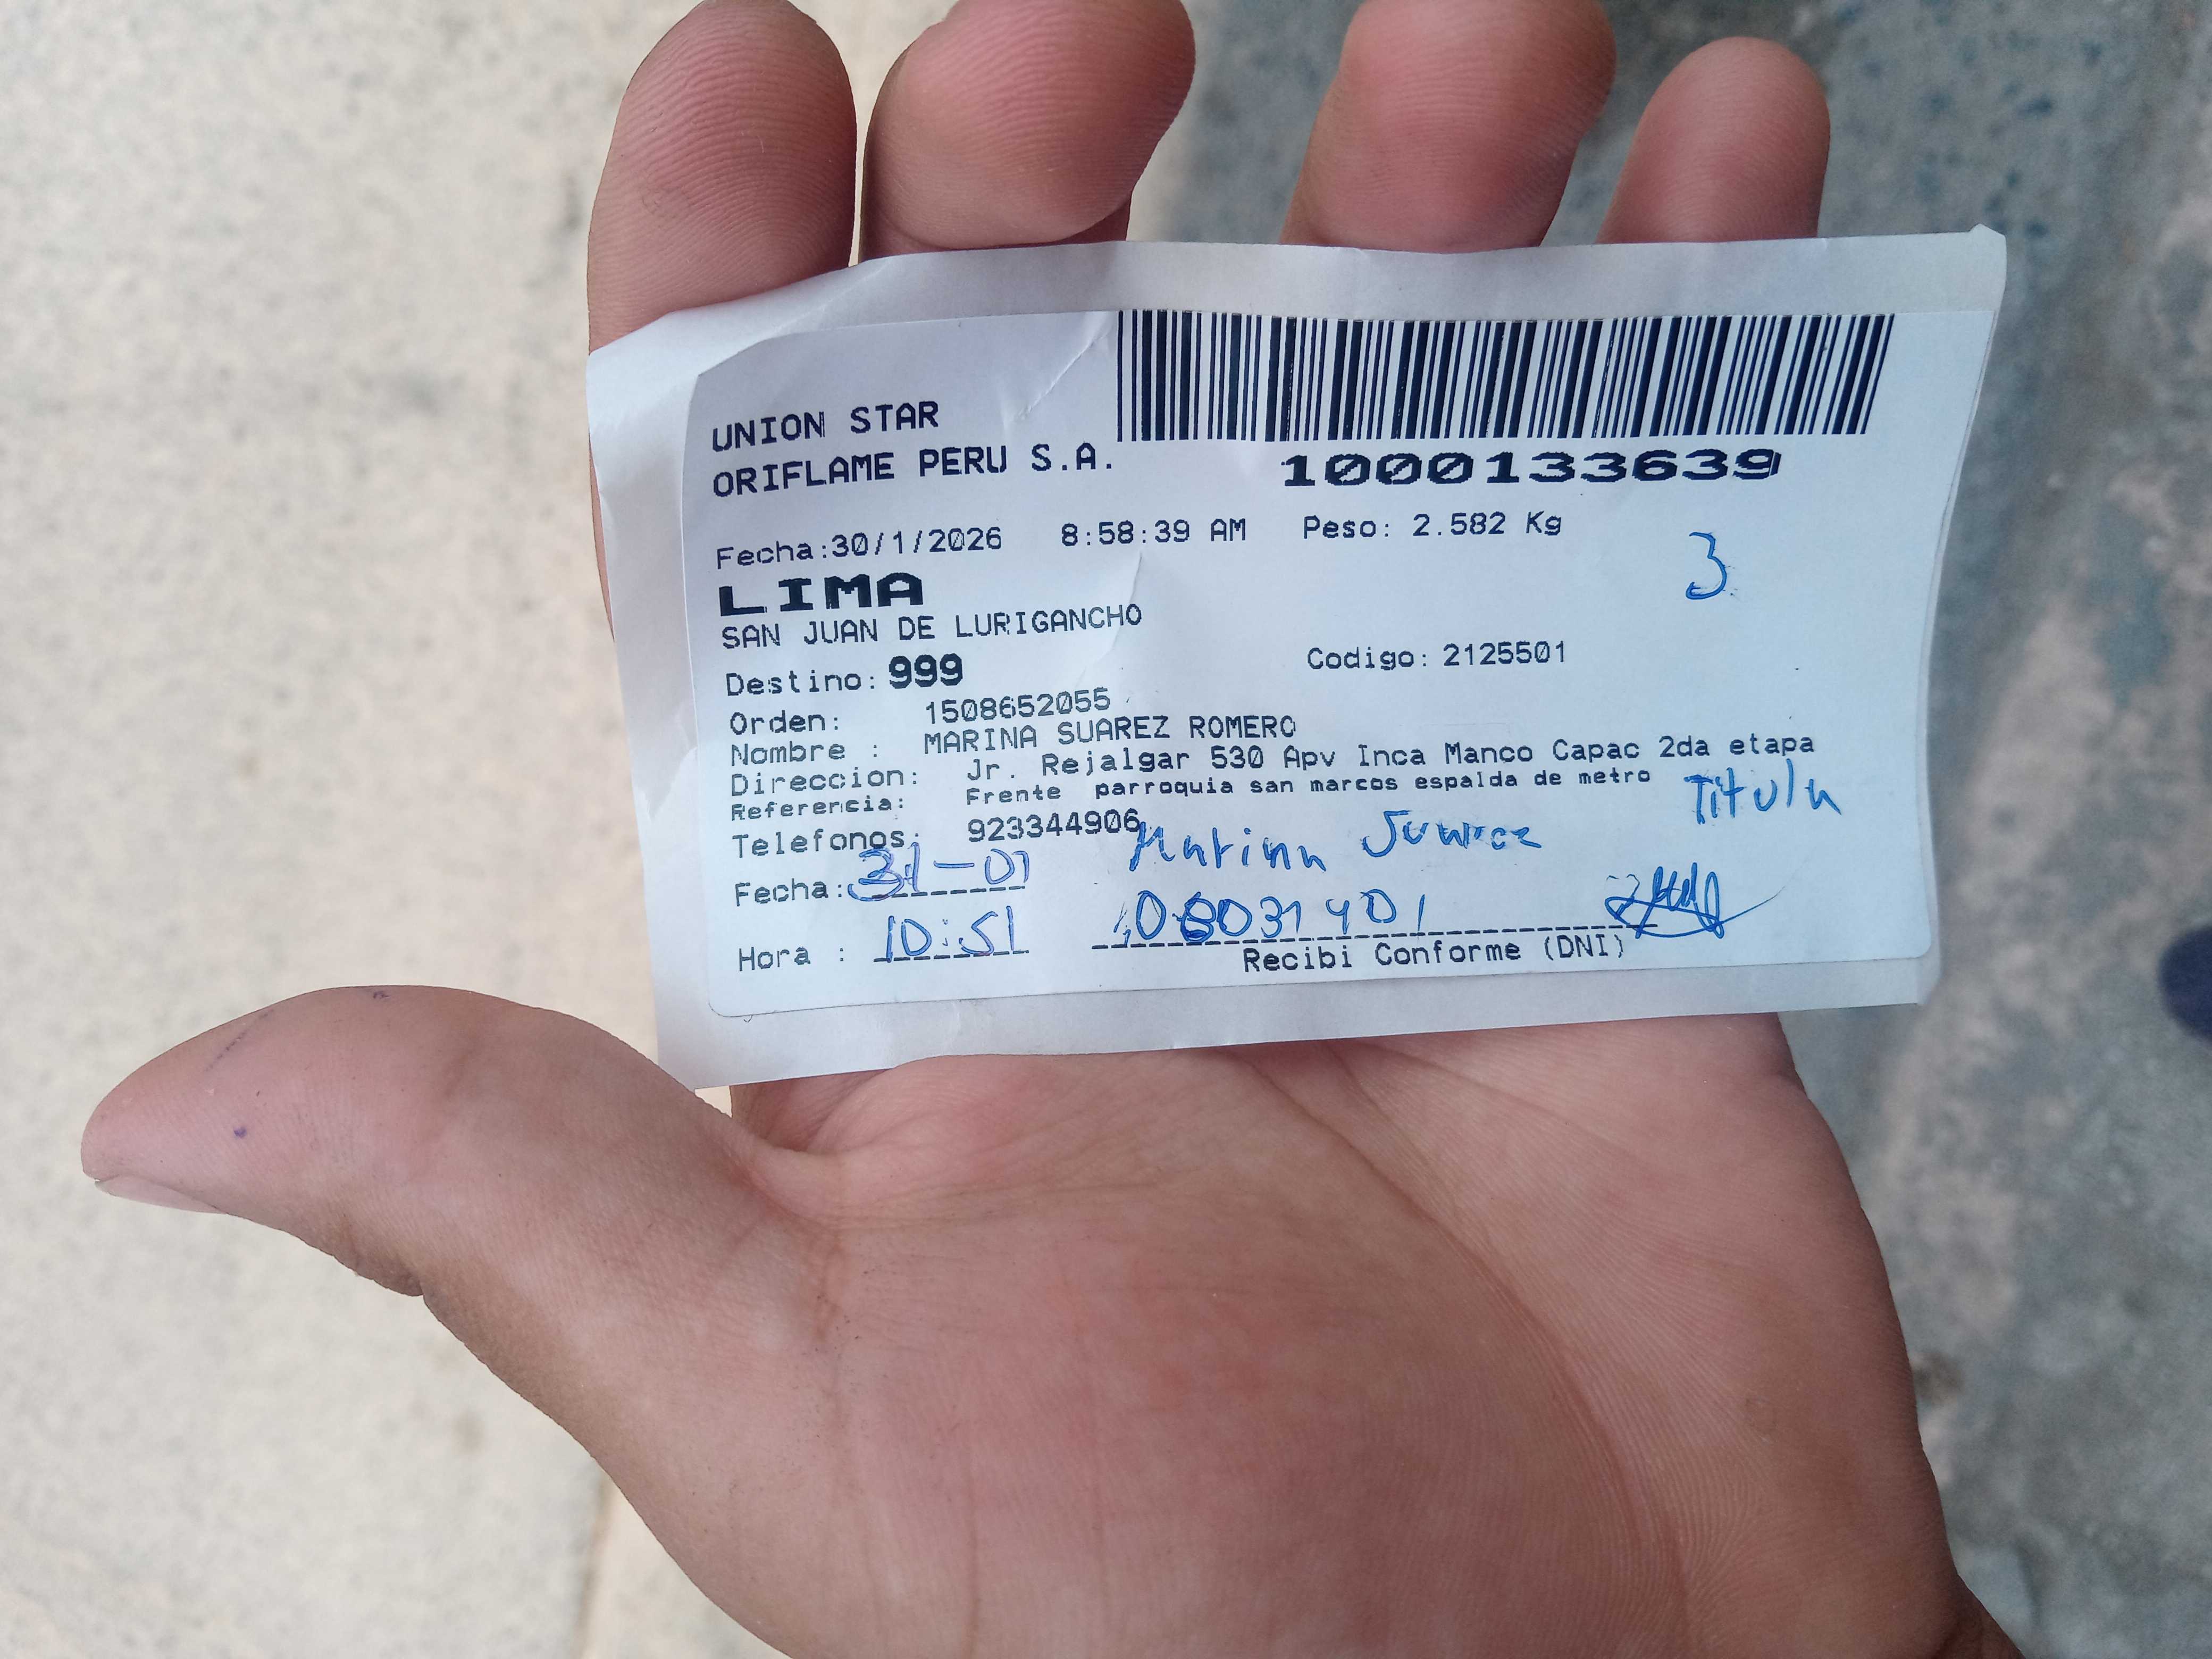 UNION STAR
ORIFLAME PERU S.A.
1000133639
Fecha:30/1/2026 8:58:39 AM Peso: 2.582 Kg
3
LIMA
SAN JUAN DE LURIGANCHO
Destino: 999 Codigo: 2125501
Orden: 1508652055
Nombre : MARINA SUAREZ ROMERO
Direccion: Jr. Rejalgar 530 Apv Inca Manco Capac 2da etapa
Referencia: Frente parroquia san marcos espalda de metro
Telefonos: 923344906
Marina Suarez
Fecha: 31-01
Hora : 10:51
Recibi Conforme (DNI)